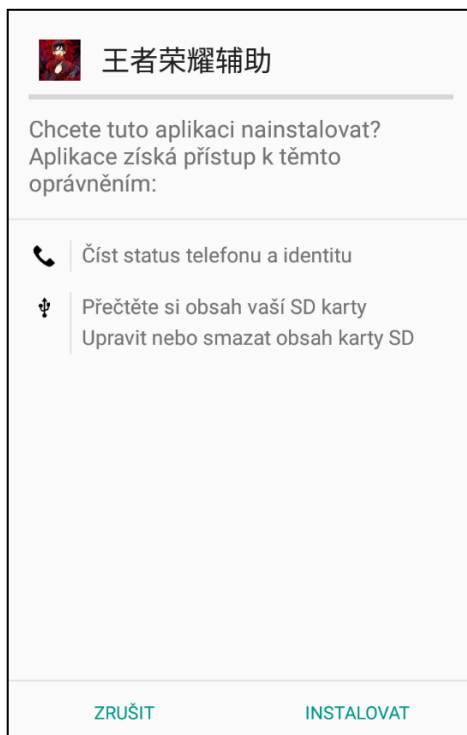 王者荣耀辅助
Chcete tuto aplikaci nainstalovat?
Aplikace získá přístup k těmto
oprávněním:
Číst status telefonu a identitu
Přečtěte si obsah vaší SD karty
Upravit nebo smazat obsah karty SD
ZRUŠIT
INSTALOVAT